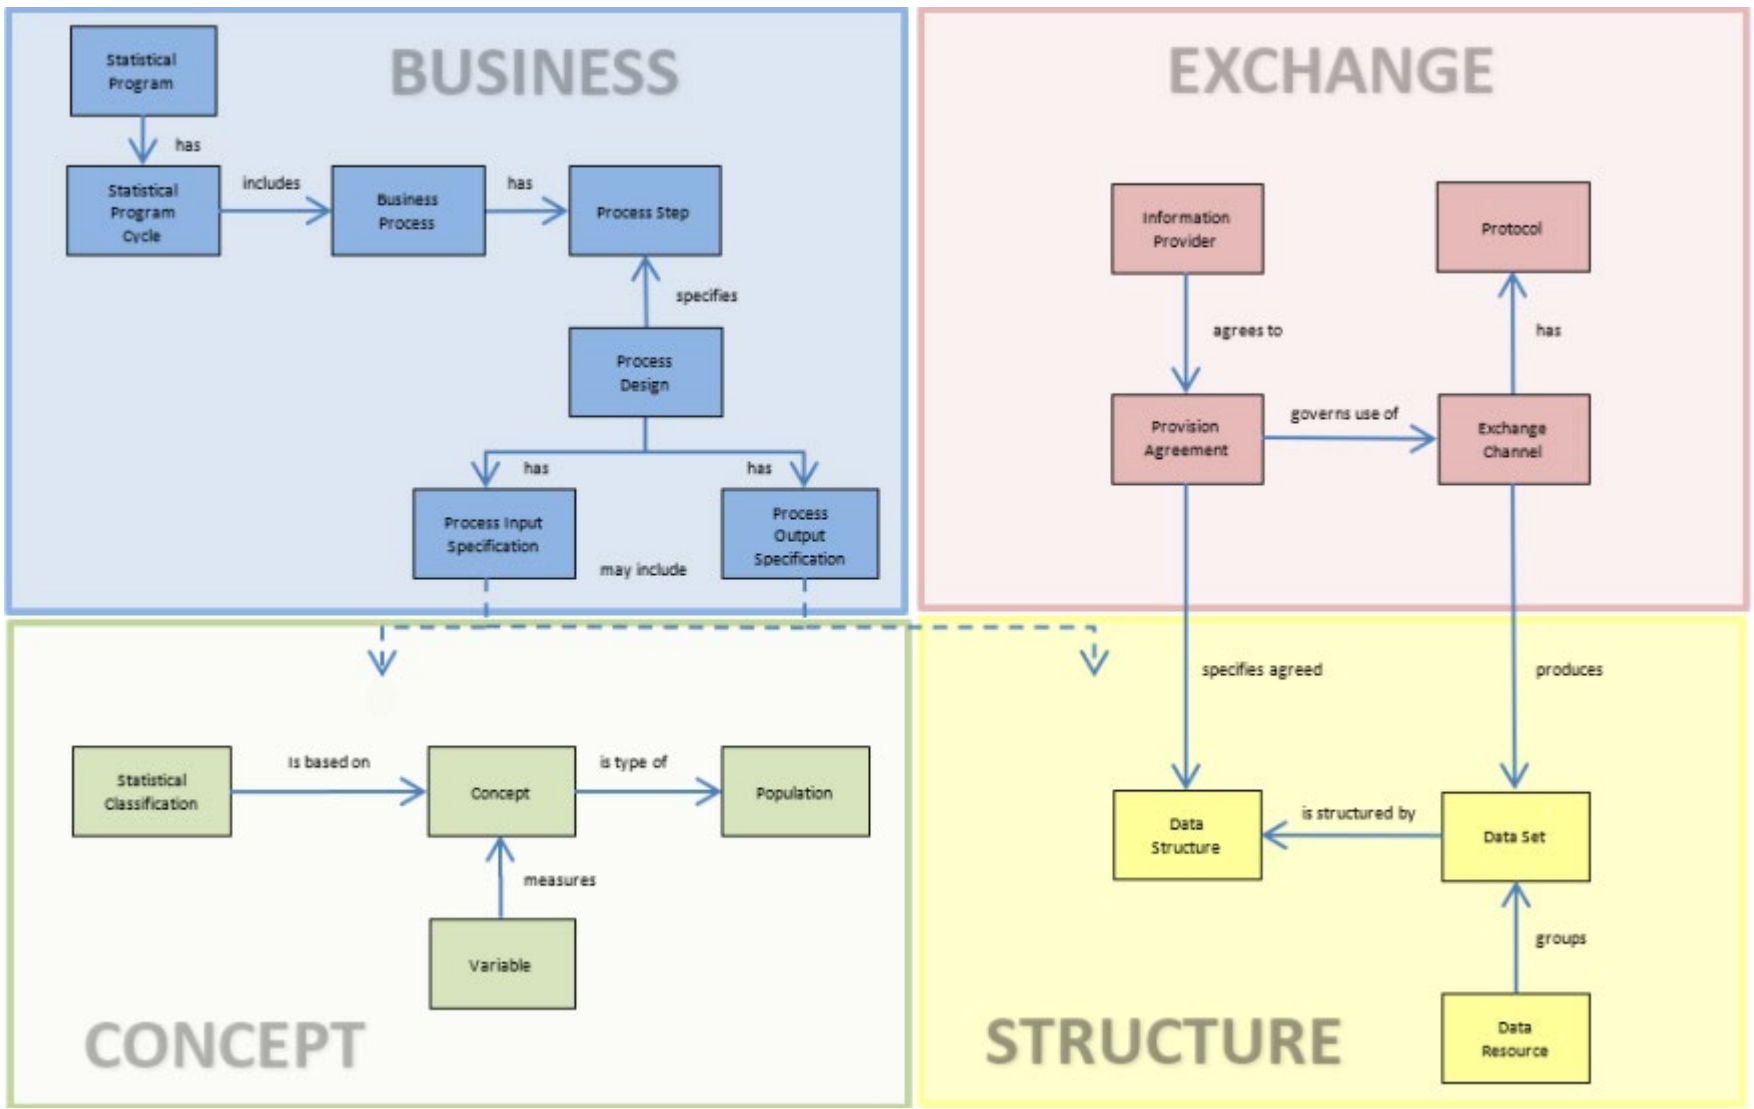 BUSINESS
Statistical
Program
has
Statistical
Program
Cycle
includes
Business
Process
has
Process Step
specifies
Process
Design
has
has
Process Input
Specification
may include
Process
Output
Specification
EXCHANGE
Information
Provider
Protocol
agrees to
has
Provision
Agreement
governs use of
Exchange
Channel
specifies agreed
produces
Statistical
Classification
Is based on
Concept
is type of
Population
measures
Variable
CONCEPT
Data
Structure
is structured by
Data Set
groups
Data
Resource
STRUCTURE